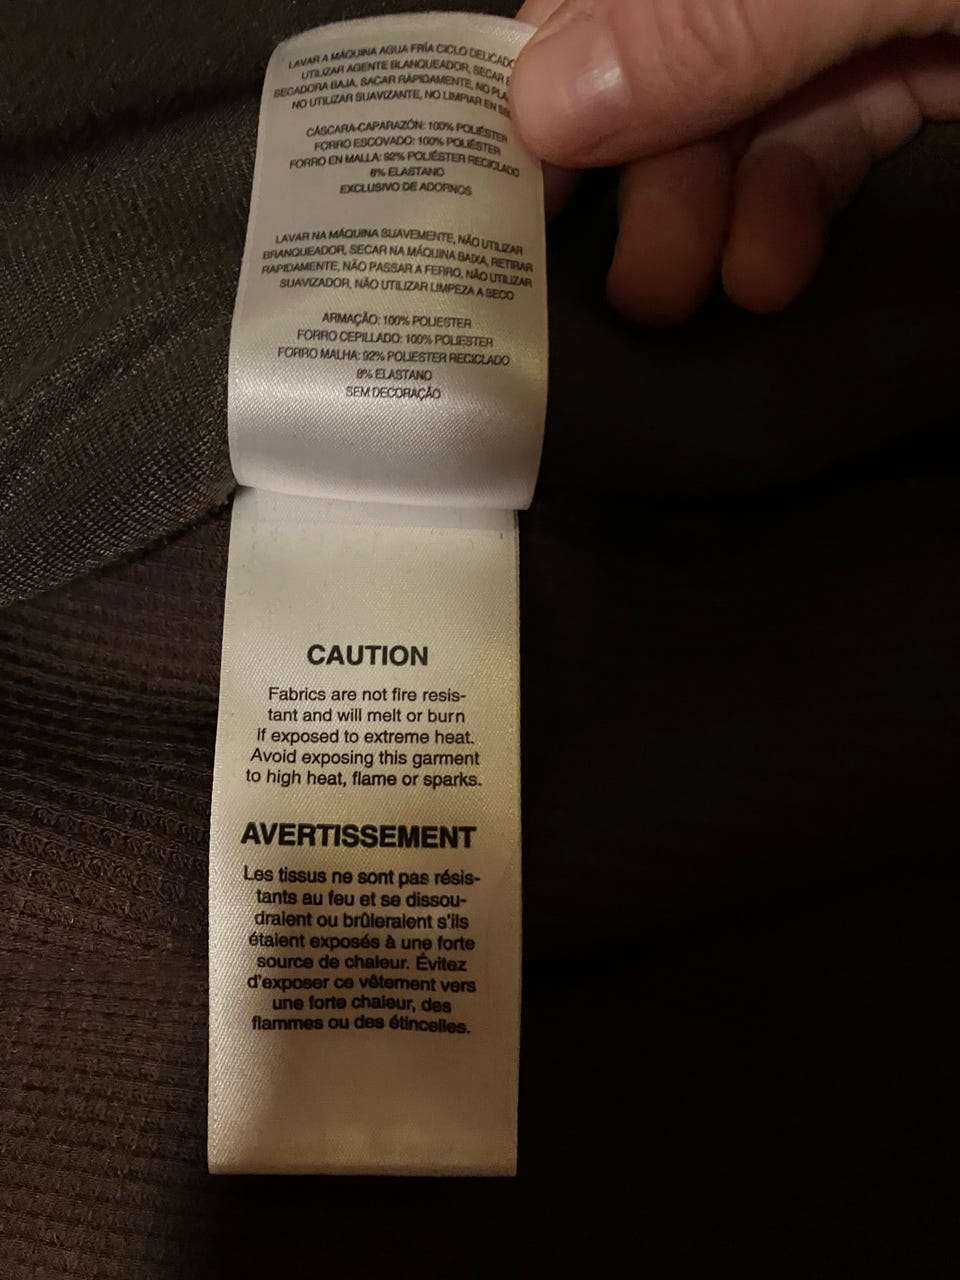 LAVAR A MÁQUINA AGUA FRÍA CICLO DELICADO
UTILIZAR AGENTE BLANQUEADOR, SECAR
SECADORA BAJA, SACAR RÁPIDAMENTE, NO
NO UTILIZAR SUAVIZANTE, NO LIMPIAR EN
CÁSCARA-CAPARAZÓN: 100% POLIÉSTER
FORRO ESCOVADO: 100% POLIÉSTER
FORRO EN MALLA: 92% POLIÉSTER RECICLADO
8% ELASTANO
EXCLUSIVO DE ADORNOS
LAVAR NA MÁQUINA SUAVEMENTE, NÃO UTILIZAR
BRANQUEADOR, SECAR NA MÁQUINA BAIXA, RETIRAR
RAPIDAMENTE, NÃO PASSAR A FERRO, NÃO UTILIZAR
SUAVIZADOR, NÃO UTILIZAR LIMPEZA A SECO
ARMAÇÃO: 100% POLIESTER
FORRO CEPILLADO: 100% POLIESTER
FORRO MALHA: 92% POLIESTER RECICLADO
8% ELASTANO
SEM DECORAÇÃO
CAUTION
Fabrics are not fire resis-
tant and will melt or burn
if exposed to extreme heat.
Avoid exposing this garment
to high heat, flame or sparks.
AVERTISSEMENT
Les tissus ne sont pas résis-
tants au feu et se dissou-
draient ou brûleraient s'ils
étaient exposés à une forte
source de chaleur. Évitez
d'exposer ce vêtement vers
une forte chaleur, des
flammes ou des étincelles.